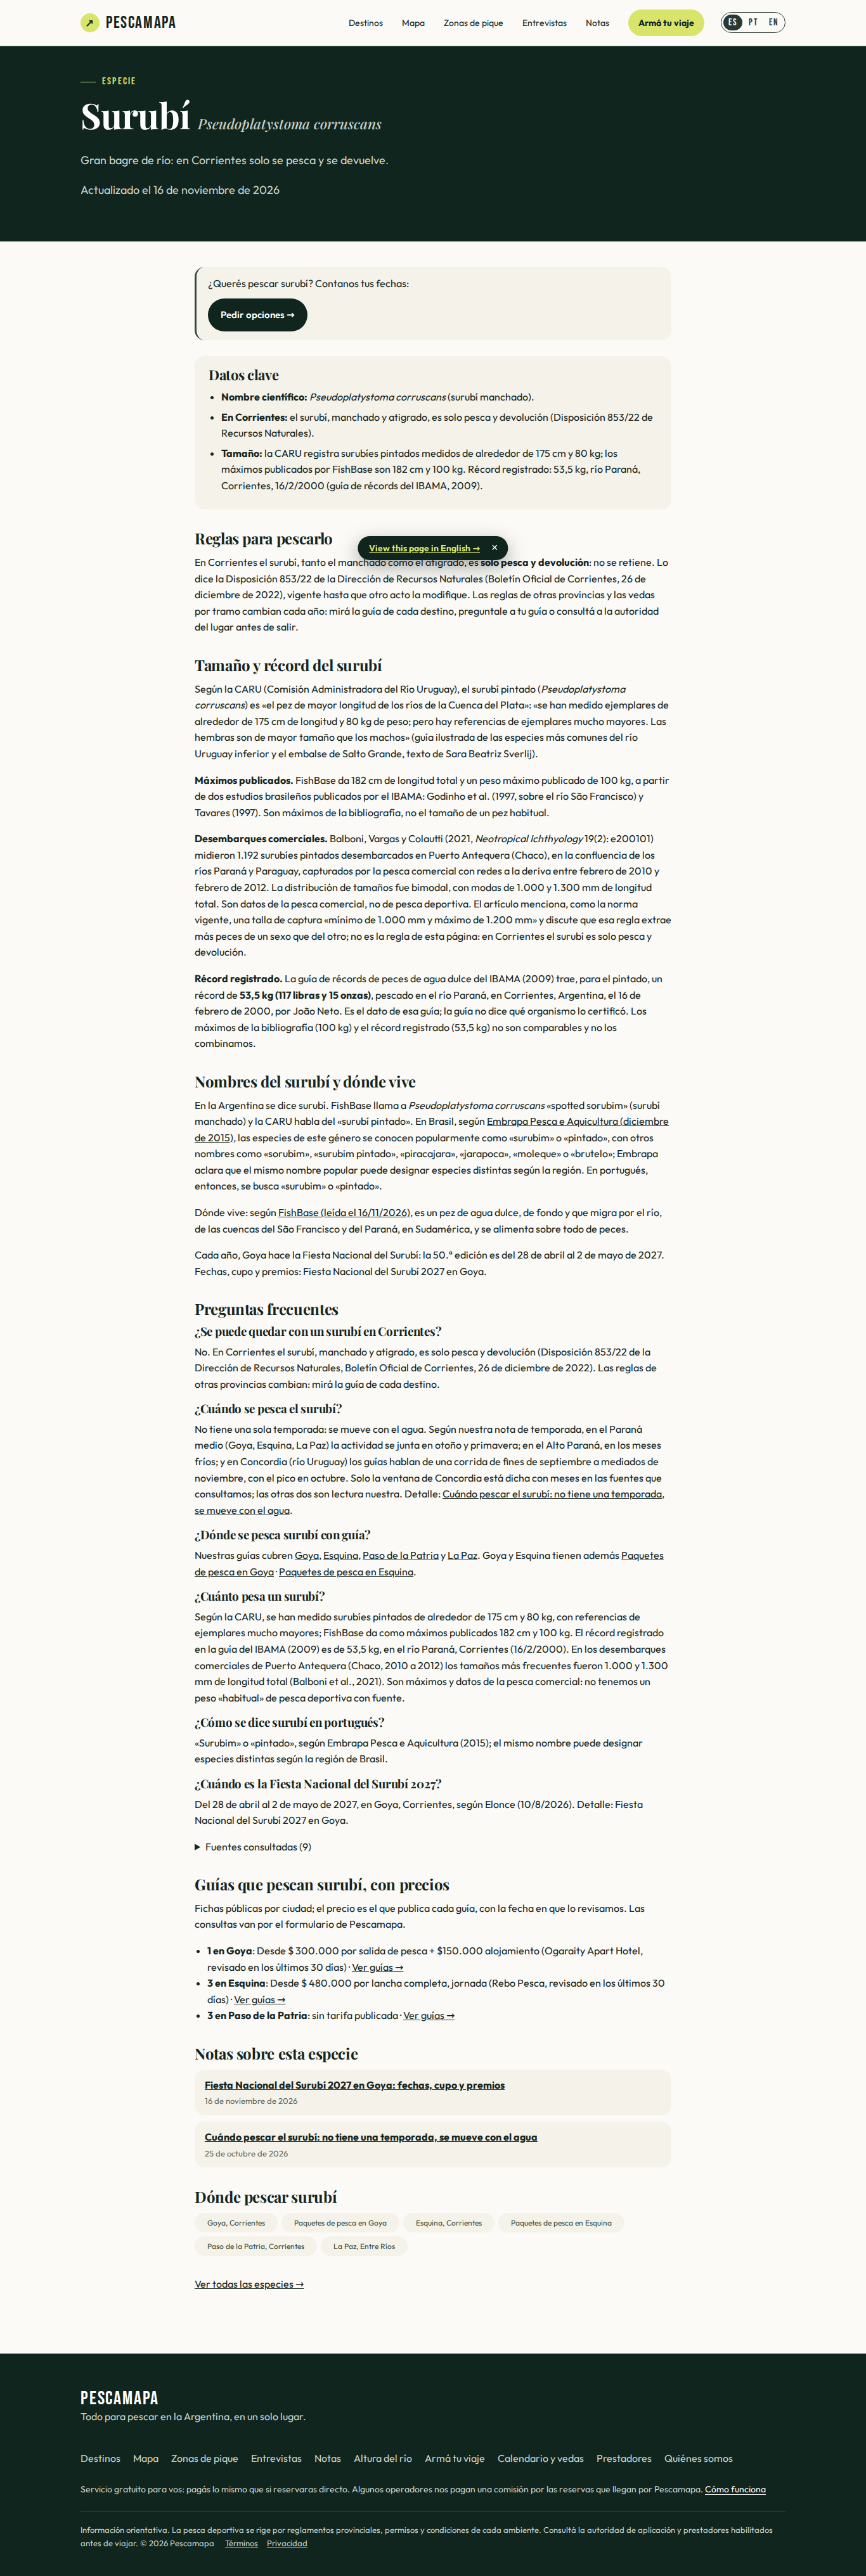 ↗ PESCAMAPA
Destinos Mapa Zonas de pique Entrevistas Notas Armá tu viaje ES PT EN
ESPECIE
Surubí Pseudoplatystoma corruscans
Gran bagre de río: en Corrientes solo se pesca y se devuelve.
Actualizado el 16 de noviembre de 2026
¿Querés pescar surubí? Contanos tus fechas:
Pedir opciones →
Datos clave
• Nombre científico: Pseudoplatystoma corruscans (surubí manchado).
• En Corrientes: el surubí, manchado y atigrado, es solo pesca y devolución (Disposición 853/22 de
Recursos Naturales).
• Tamaño: la CARU registra surubíes pintados medidos de alrededor de 175 cm y 80 kg; los
máximos publicados por FishBase son 182 cm y 100 kg. Récord registrado: 53,5 kg, río Paraná,
Corrientes, 16/2/2000 (guía de récords del IBAMA, 2009).
Reglas para pescarlo
View this page in English → ×
En Corrientes el surubí, tanto el manchado como el atigrado, es solo pesca y devolución: no se retiene. Lo
dice la Disposición 853/22 de la Dirección de Recursos Naturales (Boletín Oficial de Corrientes, 26 de
diciembre de 2022), vigente hasta que otro acto la modifique. Las reglas de otras provincias y las vedas
por tramo cambian cada año: mirá la guía de cada destino, preguntale a tu guía o consultá a la autoridad
del lugar antes de salir.
Tamaño y récord del surubí
Según la CARU (Comisión Administradora del Río Uruguay), el surubí pintado (Pseudoplatystoma
corruscans) es «el pez de mayor longitud de los ríos de la Cuenca del Plata»: «se han medido ejemplares de
alrededor de 175 cm de longitud y 80 kg de peso; pero hay referencias de ejemplares mucho mayores. Las
hembras son de mayor tamaño que los machos» (guía ilustrada de las especies más comunes del río
Uruguay inferior y el embalse de Salto Grande, texto de Sara Beatriz Sverlij).
Máximos publicados. FishBase da 182 cm de longitud total y un peso máximo publicado de 100 kg, a partir
de dos estudios brasileños publicados por el IBAMA: Godinho et al. (1997, sobre el río São Francisco) y
Tavares (1997). Son máximos de la bibliografía, no el tamaño de un pez habitual.
Desembarques comerciales. Balboni, Vargas y Colautti (2021, Neotropical Ichthyology 19(2): e200101)
midieron 1.192 surubíes pintados desembarcados en Puerto Antequera (Chaco), en la confluencia de los
ríos Paraná y Paraguay, capturados por la pesca comercial con redes a la deriva entre febrero de 2010 y
febrero de 2012. La distribución de tamaños fue bimodal, con modas de 1.000 y 1.300 mm de longitud
total. Son datos de la pesca comercial, no de pesca deportiva. El artículo menciona, como la norma
vigente, una talla de captura «mínimo de 1.000 mm y máximo de 1.200 mm» y discute que esa regla extrae
más peces de un sexo que del otro; no es la regla de esta página: en Corrientes el surubí es solo pesca y
devolución.
Récord registrado. La guía de récords de peces de agua dulce del IBAMA (2009) trae, para el pintado, un
récord de 53,5 kg (117 libras y 15 onzas), pescado en el río Paraná, en Corrientes, Argentina, el 16 de
febrero de 2000, por João Neto. Es el dato de esa guía; la guía no dice qué organismo lo certificó. Los
máximos de la bibliografía (100 kg) y el récord registrado (53,5 kg) no son comparables y no los
combinamos.
Nombres del surubí y dónde vive
En la Argentina se dice surubí. FishBase llama a Pseudoplatystoma corruscans «spotted sorubim» (surubí
manchado) y la CARU habla del «surubí pintado». En Brasil, según Embrapa Pesca e Aquicultura (diciembre
de 2015), las especies de este género se conocen popularmente como «surubim» o «pintado», con otros
nombres como «sorubim», «surubim pintado», «piracajara», «jarapoca», «moleque» o «brutelo»; Embrapa
aclara que el mismo nombre popular puede designar especies distintas según la región. En portugués,
entonces, se busca «surubim» o «pintado».
Dónde vive: según FishBase (leída el 16/11/2026), es un pez de agua dulce, de fondo y que migra por el río,
de las cuencas del São Francisco y del Paraná, en Sudamérica, y se alimenta sobre todo de peces.
Cada año, Goya hace la Fiesta Nacional del Surubí: la 50.ª edición es del 28 de abril al 2 de mayo de 2027.
Fechas, cupo y premios: Fiesta Nacional del Surubí 2027 en Goya.
Preguntas frecuentes
¿Se puede quedar con un surubí en Corrientes?
No. En Corrientes el surubí, manchado y atigrado, es solo pesca y devolución (Disposición 853/22 de la
Dirección de Recursos Naturales, Boletín Oficial de Corrientes, 26 de diciembre de 2022). Las reglas de
otras provincias cambian: mirá la guía de cada destino.
¿Cuándo se pesca el surubí?
No tiene una sola temporada: se mueve con el agua. Según nuestra nota de temporada, en el Paraná
medio (Goya, Esquina, La Paz) la actividad se junta en otoño y primavera; en el Alto Paraná, en los meses
fríos; y en Concordia (río Uruguay) los guías hablan de una corrida de fines de septiembre a mediados de
noviembre, con el pico en octubre. Solo la ventana de Concordia está dicha con meses en las fuentes que
consultamos; las otras dos son lectura nuestra. Detalle: Cuándo pescar el surubí: no tiene una temporada,
se mueve con el agua.
¿Dónde se pesca surubí con guía?
Nuestras guías cubren Goya, Esquina, Paso de la Patria y La Paz. Goya y Esquina tienen además Paquetes
de pesca en Goya · Paquetes de pesca en Esquina.
¿Cuánto pesa un surubí?
Según la CARU, se han medido surubíes pintados de alrededor de 175 cm y 80 kg, con referencias de
ejemplares mucho mayores; FishBase da como máximos publicados 182 cm y 100 kg. El récord registrado
en la guía del IBAMA (2009) es de 53,5 kg, en el río Paraná, Corrientes (16/2/2000). En los desembarques
comerciales de Puerto Antequera (Chaco, 2010 a 2012) los tamaños más frecuentes fueron 1.000 y 1.300
mm de longitud total (Balboni et al., 2021). Son máximos y datos de la pesca comercial: no tenemos un
peso «habitual» de pesca deportiva con fuente.
¿Cómo se dice surubí en portugués?
«Surubim» o «pintado», según Embrapa Pesca e Aquicultura (2015); el mismo nombre puede designar
especies distintas según la región de Brasil.
¿Cuándo es la Fiesta Nacional del Surubí 2027?
Del 28 de abril al 2 de mayo de 2027, en Goya, Corrientes, según Elonce (10/8/2026). Detalle: Fiesta
Nacional del Surubí 2027 en Goya.
▶ Fuentes consultadas (9)
Guías que pescan surubí, con precios
Fichas públicas por ciudad; el precio es el que publica cada guía, con la fecha en que lo revisamos. Las
consultas van por el formulario de Pescamapa.
• 1 en Goya: Desde $ 300.000 por salida de pesca + $150.000 alojamiento (Ogaraity Apart Hotel,
revisado en los últimos 30 días) · Ver guías →
• 3 en Esquina: Desde $ 480.000 por lancha completa, jornada (Rebo Pesca, revisado en los últimos 30
días) · Ver guías →
• 3 en Paso de la Patria: sin tarifa publicada · Ver guías →
Notas sobre esta especie
Fiesta Nacional del Surubí 2027 en Goya: fechas, cupo y premios
16 de noviembre de 2026
Cuándo pescar el surubí: no tiene una temporada, se mueve con el agua
25 de octubre de 2026
Dónde pescar surubí
Goya, Corrientes Paquetes de pesca en Goya Esquina, Corrientes Paquetes de pesca en Esquina
Paso de la Patria, Corrientes La Paz, Entre Ríos
Ver todas las especies →
PESCAMAPA
Todo para pescar en la Argentina, en un solo lugar.
Destinos Mapa Zonas de pique Entrevistas Notas Altura del río Armá tu viaje Calendario y vedas Prestadores Quiénes somos
Servicio gratuito para vos: pagás lo mismo que si reservaras directo. Algunos operadores nos pagan una comisión por las reservas que llegan por Pescamapa. Cómo funciona
Información orientativa. La pesca deportiva se rige por reglamentos provinciales, permisos y condiciones de cada ambiente. Consultá la autoridad de aplicación y prestadores habilitados
antes de viajar. © 2026 Pescamapa Términos Privacidad